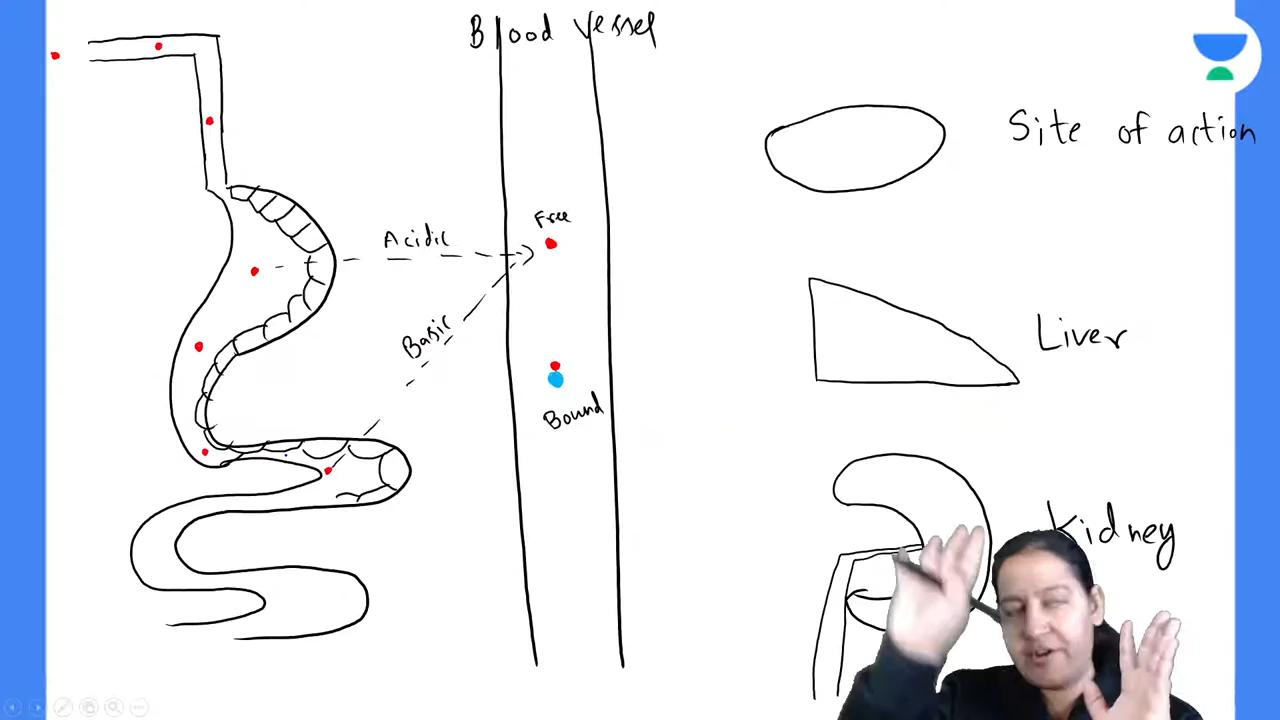 Blood Vessel
Site of action
Free
Acidic
Basic
Liver
Bound
Kidney